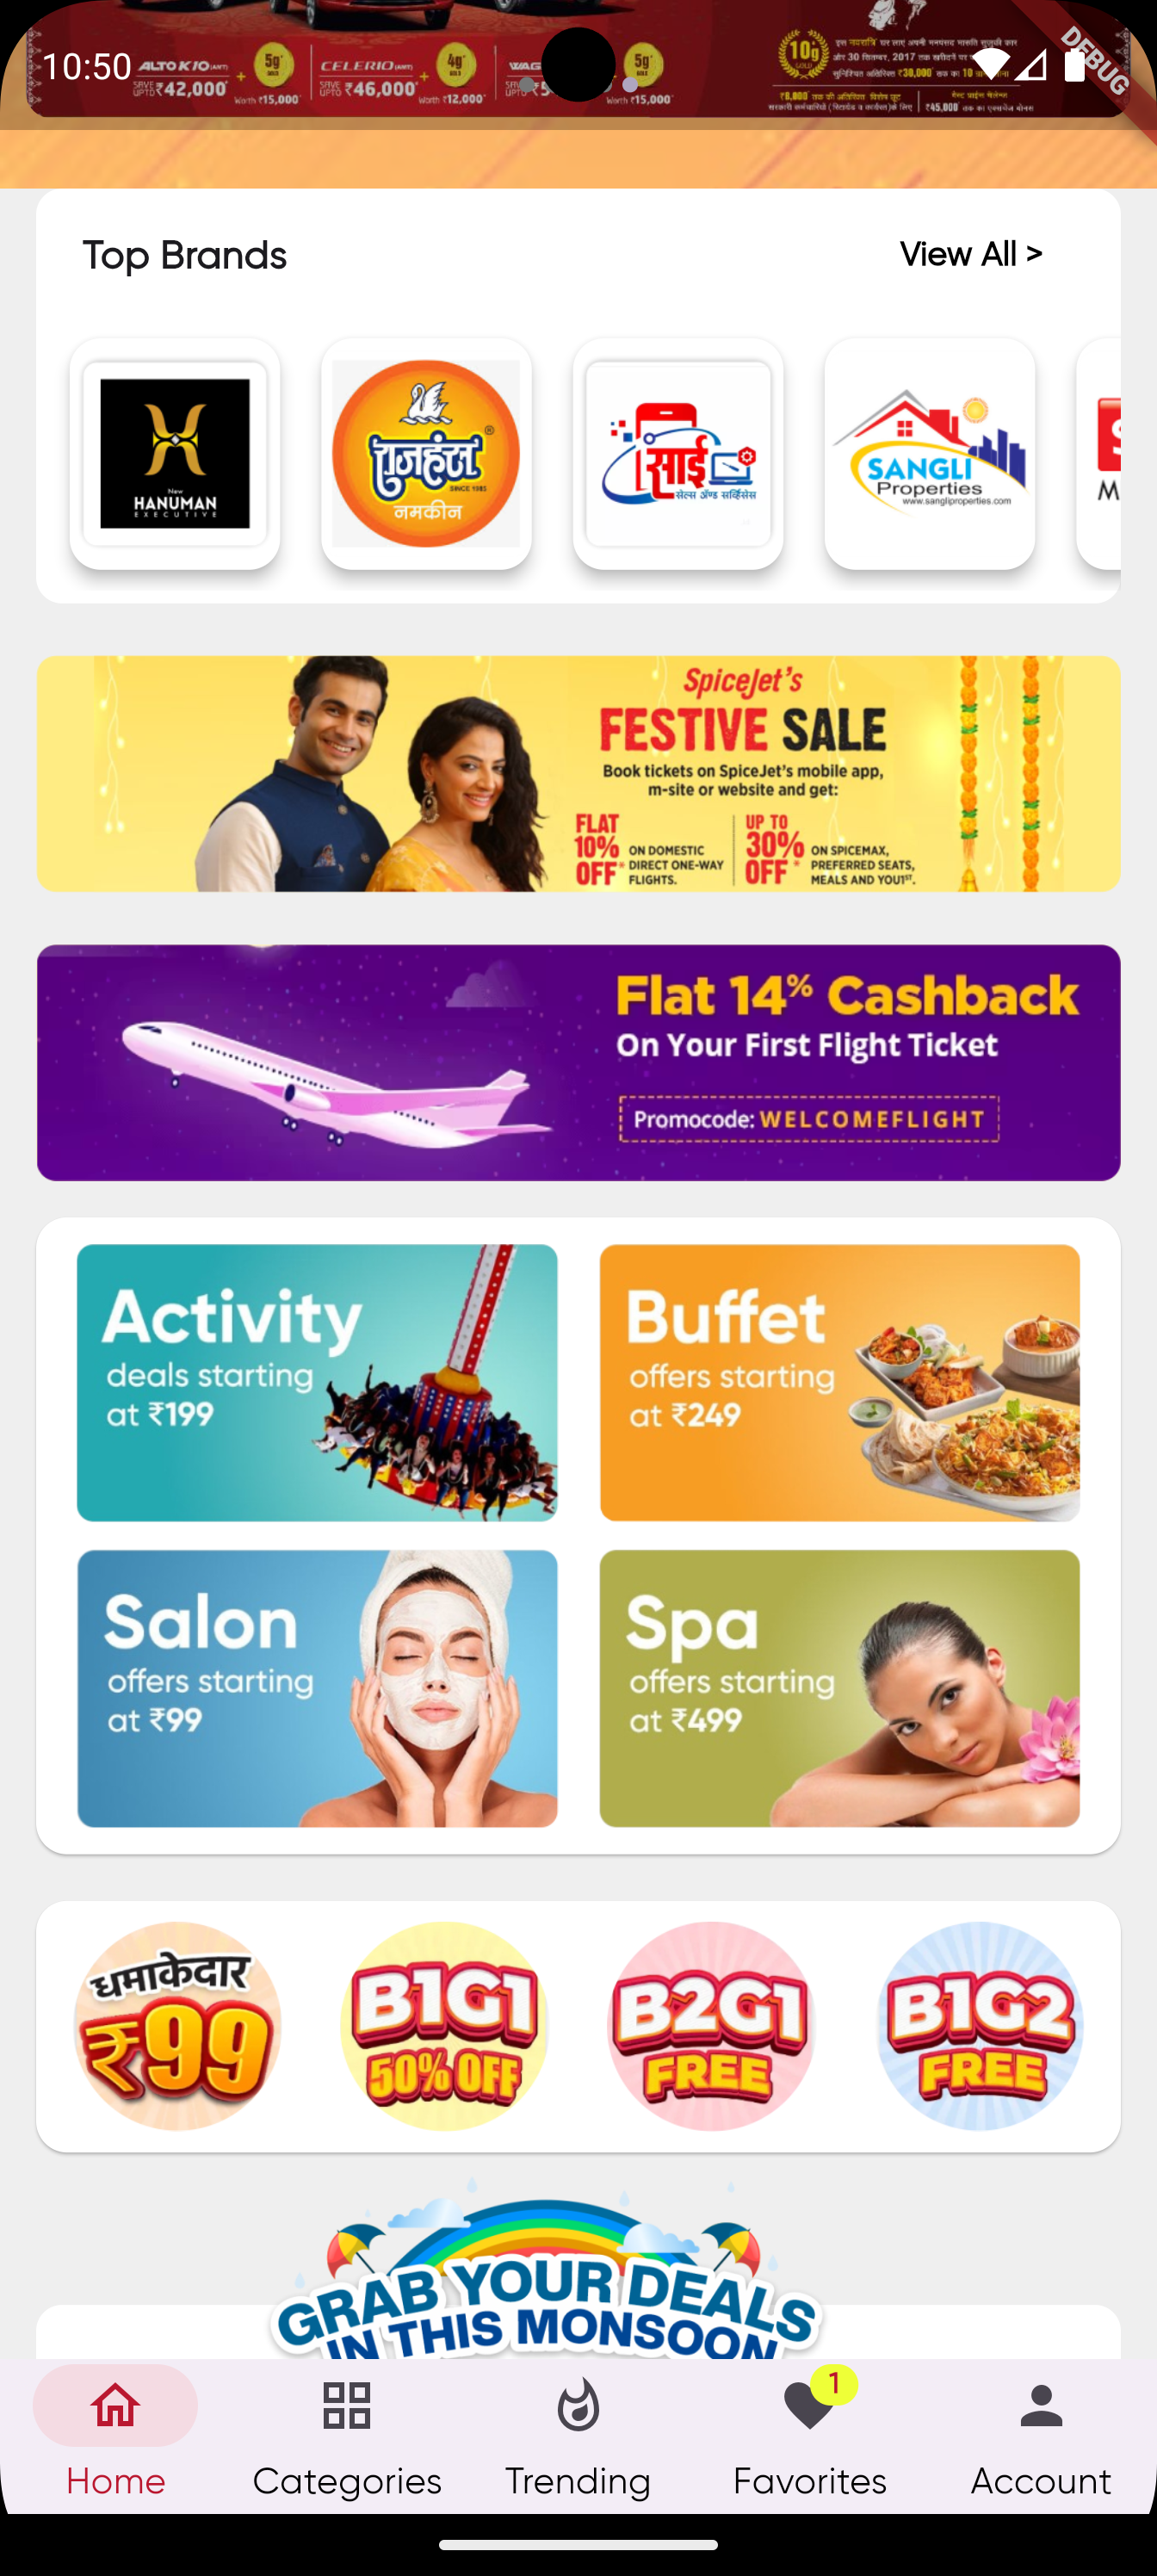 10:50
DEBUG
ALTO K10 (AMT)
SAVE UPTO ₹42,000*
+
5g GOLD
Worth ₹15,000*
CELERIO (AMT)
SAVE UPTO ₹46,000*
+
4g GOLD
Worth ₹12,000*
5g GOLD
Worth ₹15,000*
10g GOLD
Top Brands
View All >
New
HANUMAN
EXECUTIVE
राजहंस
®
SINCE 1985
नमकीन
साई
सेल्स ॲण्ड सर्व्हिसेस
SANGLI
Properties
www.sangliproperties.com
SpiceJet's
FESTIVE SALE
Book tickets on SpiceJet's mobile app,
m-site or website and get:
FLAT 10% OFF* ON DOMESTIC DIRECT ONE-WAY FLIGHTS.
UP TO 30% OFF* ON SPICEMAX, PREFERRED SEATS, MEALS AND YOU1ST.
Flat 14% Cashback
On Your First Flight Ticket
Promocode: WELCOMEFLIGHT
Activity
deals starting
at ₹199
Buffet
offers starting
at ₹249
Salon
offers starting
at ₹99
Spa
offers starting
at ₹499
धमाकेदार
₹99
B1G1
50% OFF
B2G1
FREE
B1G2
FREE
GRAB YOUR DEALS
IN THIS MONSOON
1
Home
Categories
Trending
Favorites
Account